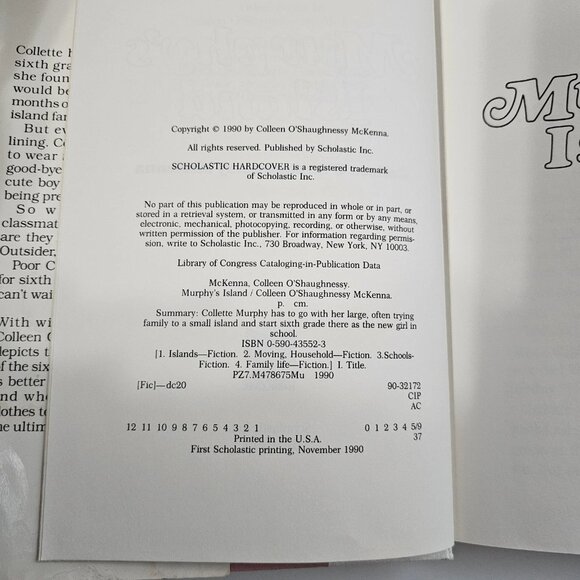 Collette
sixth gra
she foun
would be
months o
island far
But ev
lining. Co
to wear
good-bye
cute boy
being pre
So w
classmat
are they
Outsider,
Poor C
for sixth
can't wai
With wi
Colleen O
depicts t
of the six
s better
nd wh
lothes to
he ultim
Copyright © 1990 by Colleen O'Shaughnessy McKenna.
All rights reserved. Published by Scholastic Inc.
SCHOLASTIC HARDCOVER is a registered trademark
of Scholastic Inc.
No part of this publication may be reproduced in whole or in part, or
stored in a retrieval system, or transmitted in any form or by any means,
electronic, mechanical, photocopying, recording, or otherwise, without
written permission of the publisher. For information regarding permis-
sion, write to Scholastic Inc., 730 Broadway, New York, NY 10003.
Library of Congress Cataloging-in-Publication Data
McKenna, Colleen O'Shaughnessy.
Murphy's Island / Colleen O'Shaughnessy McKenna.
p. cm.
Summary: Collette Murphy has to go with her large, often trying
family to a small island and start sixth grade there as the new girl in
school.
ISBN 0-590-43552-3
[1. Islands—Fiction. 2. Moving, Household—Fiction. 3.Schools-
Fiction. 4. Family life—Fiction.] I. Title.
PZ7.M478675Mu 1990
[Fic]—dc20 90-32172
CIP
AC
12 11 10 9 8 7 6 5 4 3 2 1 0 1 2 3 4 5/9
Printed in the U.S.A. 37
First Scholastic printing, November 1990
Mu
Is